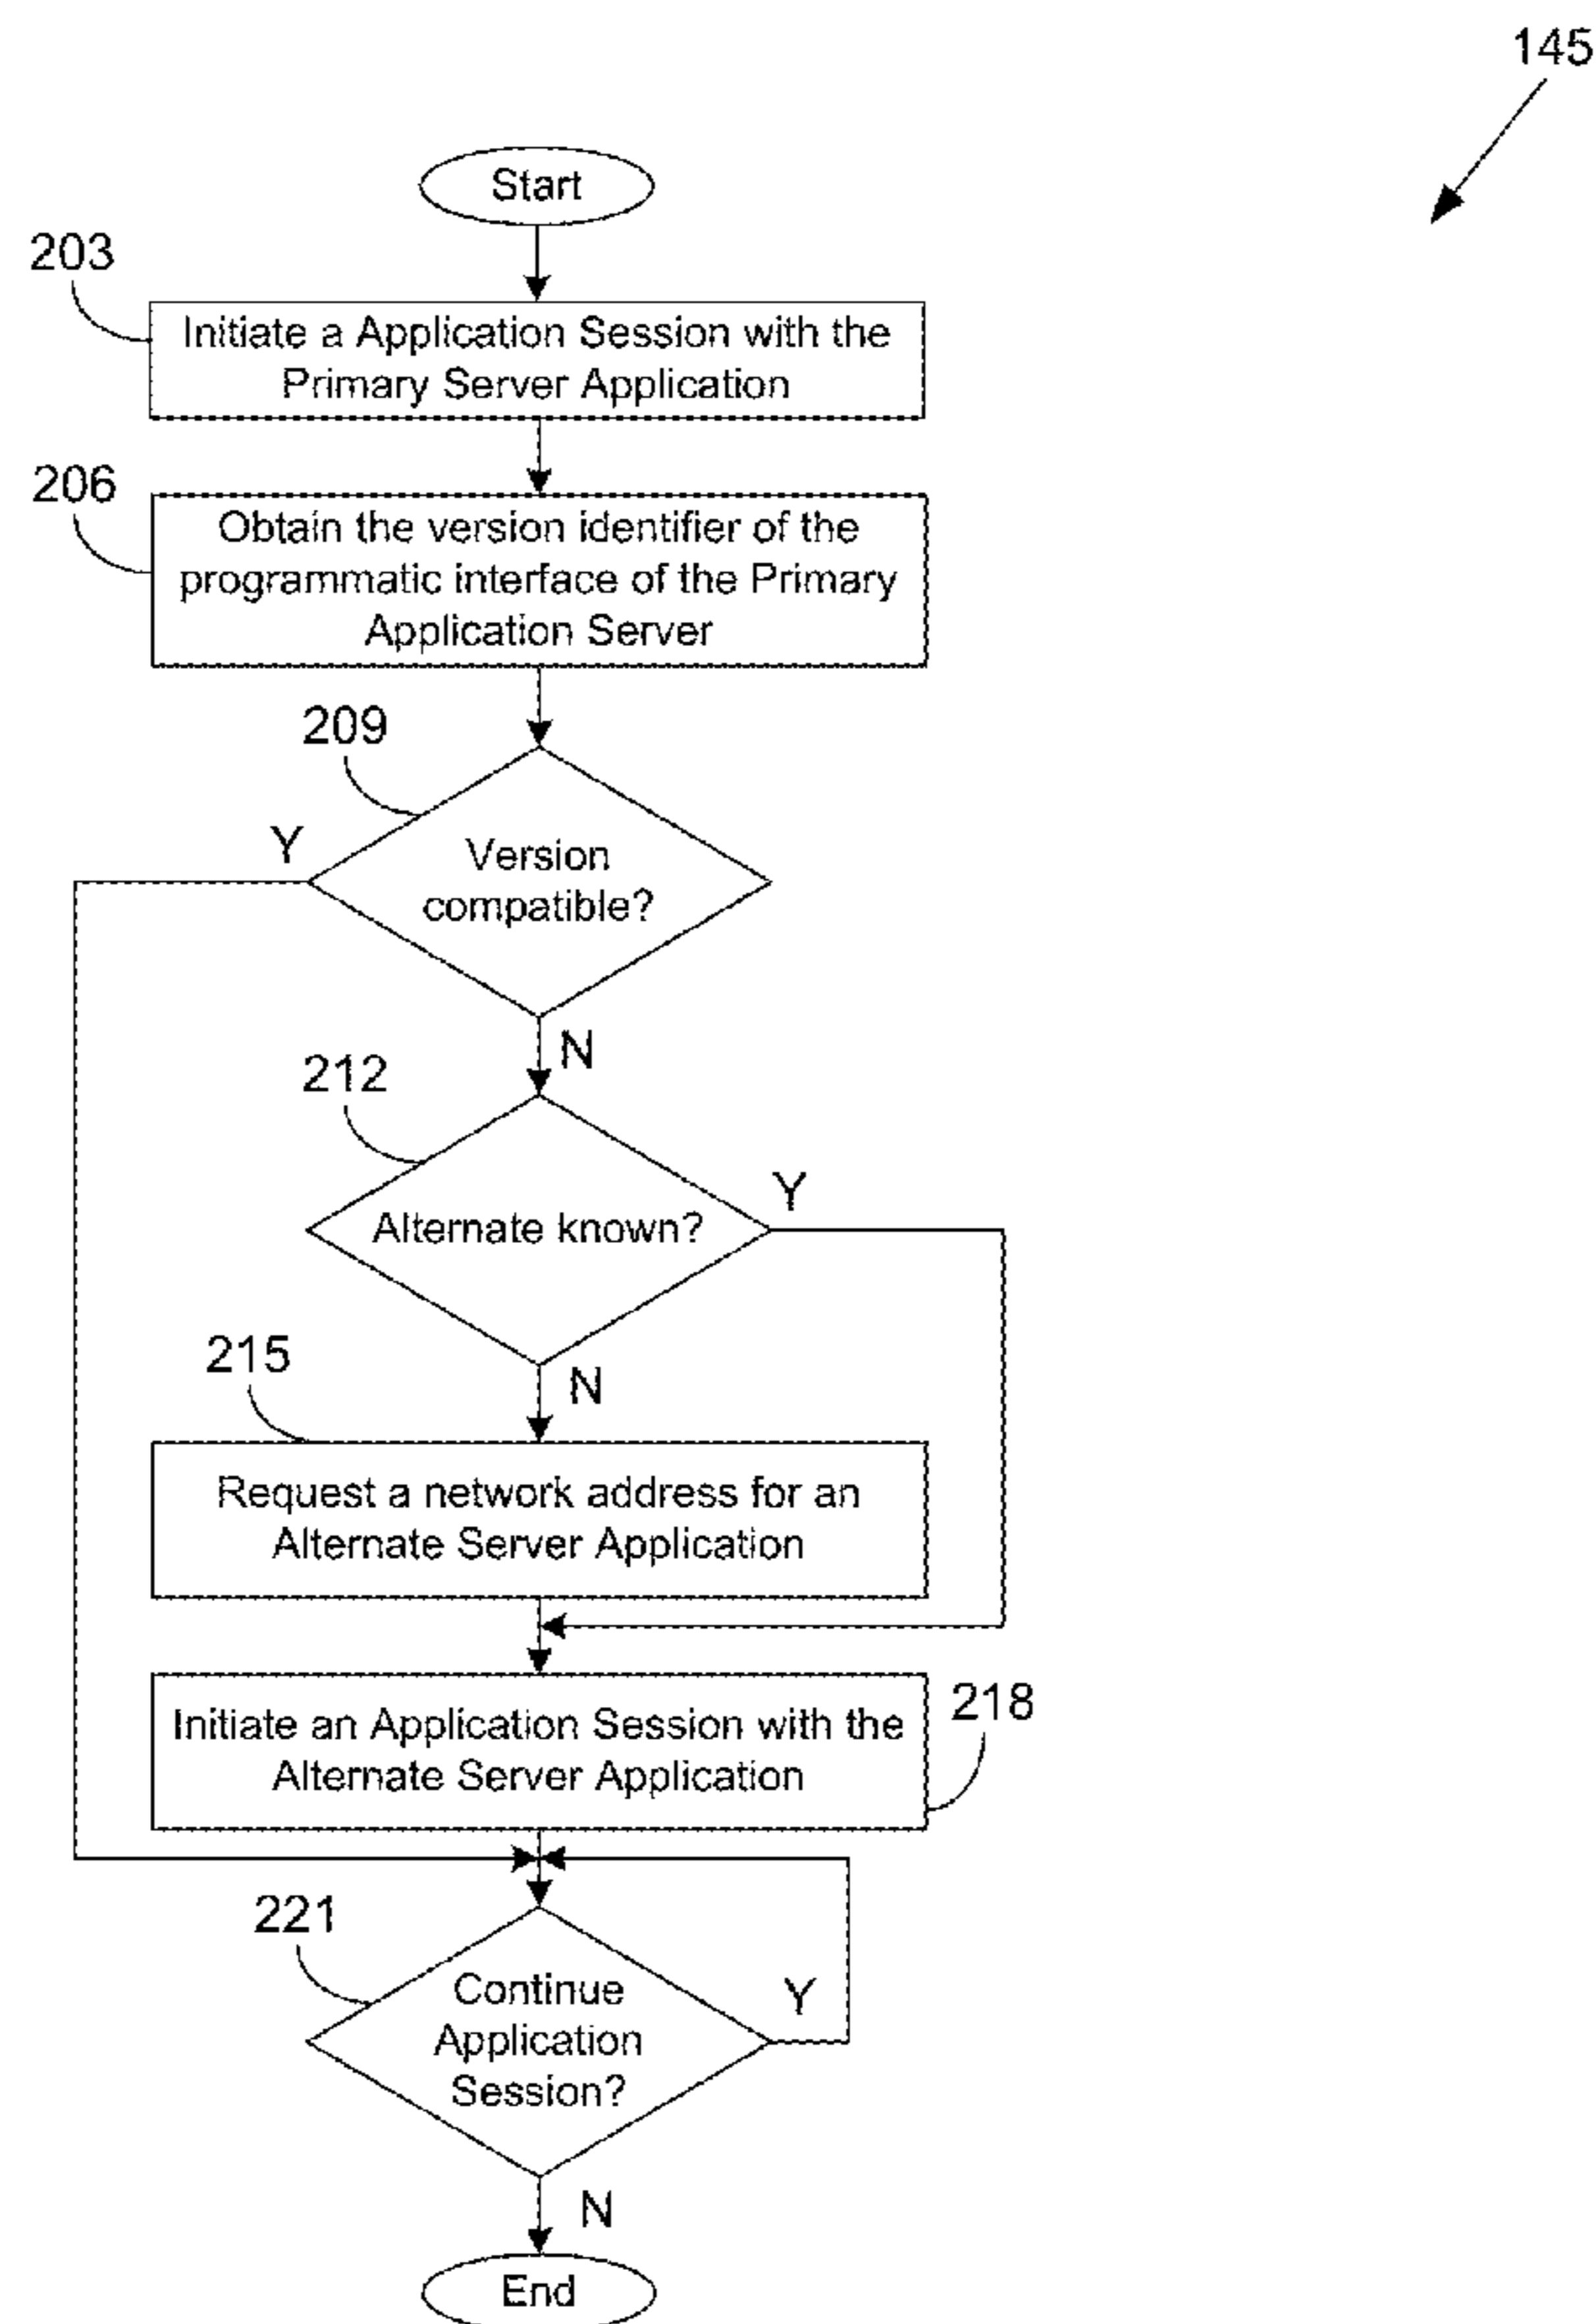 145
Start
203
Initiate a Application Session with the
Primary Server Application
206
Obtain the version identifier of the
programmatic interface of the Primary
Application Server
209
Y
Version
compatible?
N
212
Y
Alternate known?
215
N
Request a network address for an
Alternate Server Application
218
Initiate an Application Session with the
Alternate Server Application
221
Continue
Application
Session?
Y
N
End